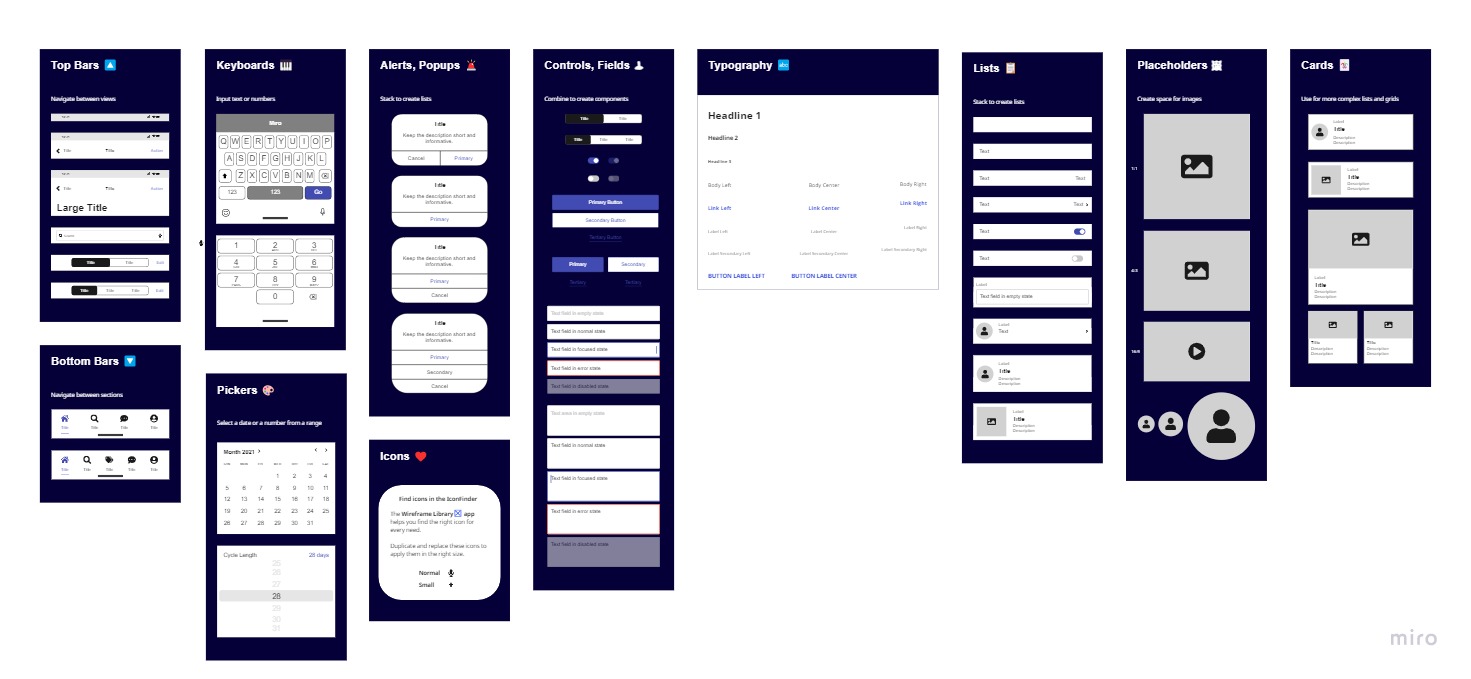 Top Bars
Navigate between views
Title
Title
Action
Title
Title
Action
Large Title
Title Title Edit
Title Title Title Edit
Bottom Bars
Navigate between sections
Title Title Title Title
Title Title Title Title Title
Keyboards
Input text or numbers
Miro
Q W E R T Y U I O P
A S D F G H J K L
Z X C V B N M
123 123 Go
1 2 3
4 5 6
7 8 9
0
Pickers
Select a date or a number from a range
Month 2021
1 2 3 4
5 6 7 8 9 10 11
12 13 14 15 16 17 18
19 20 21 22 23 24 25
26 27 28 29 30 31
Cycle Length 28 days
25
26
27
28
29
30
31
Alerts, Popups
Stack to create lists
Title
Keep the description short and
informative.
Cancel Primary
Title
Keep the description short and
informative.
Primary
Title
Keep the description short and
informative.
Primary
Cancel
Title
Keep the description short and
informative.
Primary
Secondary
Cancel
Icons
Find icons in the IconFinder
The Wireframe Library app
helps you find the right icon for
every need.
Duplicate and replace these icons to
apply them in the right size.
Normal
Small
Controls, Fields
Combine to create components
Title Title
Title Title Title
Primary Button
Secondary Button
Tertiary Button
Primary Secondary
Tertiary Tertiary
Text field in empty state
Text field in normal state
Text field in focused state
Text field in error state
Text field in disabled state
Text area in empty state
Text field in normal state
Text field in focused state
Text field in error state
Text field in disabled state
Typography
abc
Headline 1
Headline 2
Headline 3
Body Left Body Center Body Right
Link Left Link Center Link Right
Label Left Label Center Label Right
Label Secondary Left Label Secondary Center Label Secondary Right
BUTTON LABEL LEFT BUTTON LABEL CENTER
Lists
Stack to create lists
Text
Text Text
Text Text
Text
Text
Label
Text field in empty state
Label
Text
Label
Title
Description
Description
Label
Title
Description
Description
Placeholders
Create space for images
1:1
4:3
16:9
Cards
Use for more complex lists and grids
Label
Title
Description
Description
Label
Title
Description
Description
Label
Title
Description
Description
Title Title
Description Description
Description Description
miro